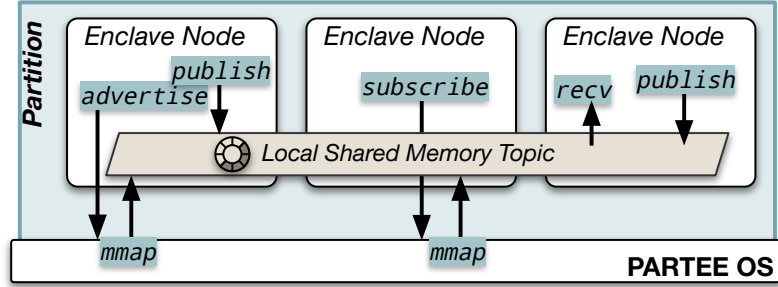 Partition
Enclave Node
Enclave Node
Enclave Node
publish
advertise
subscribe
recv
publish
Local Shared Memory Topic
mmap
mmap
PARTEE OS